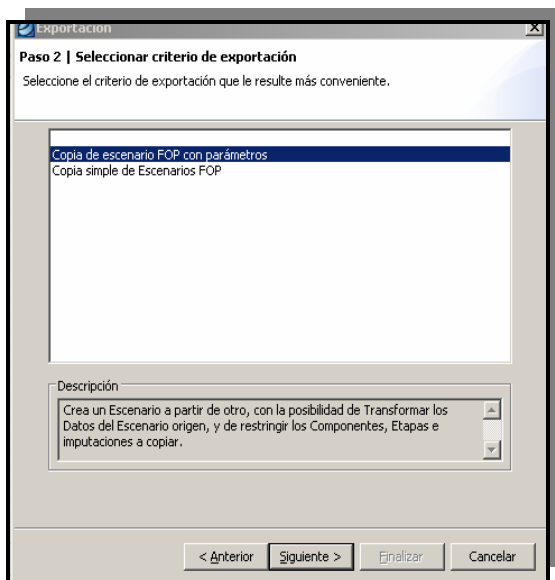 Exportación
Paso 2 | Seleccionar criterio de exportación
Seleccione el criterio de exportación que le resulte más conveniente.
Copia de escenario FOP con parámetros
Copia simple de Escenarios FOP
Descripción
Crea un Escenario a partir de otro, con la posibilidad de Transformar los
Datos del Escenario origen, y de restringir los Componentes, Etapas e
imputaciones a copiar.
< Anterior Siguiente > Finalizar Cancelar